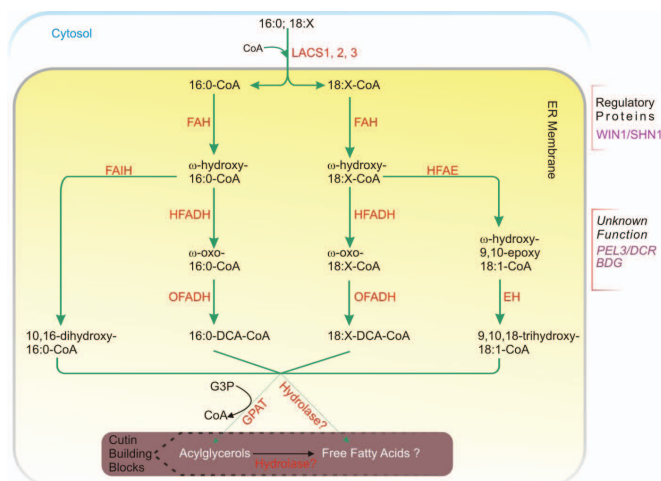 Cytosol
16:0; 18:X
CoA
LACS1, 2, 3
16:0-CoA
18:X-CoA
FAH
FAH
ω-hydroxy-
16:0-CoA
ω-hydroxy-
18:X-CoA
FAIH
HFAE
HFADH
HFADH
ω-oxo-
16:0-CoA
ω-oxo-
18:X-CoA
ω-hydroxy-
9,10-epoxy
18:1-CoA
OFADH
OFADH
EH
10,16-dihydroxy-
16:0-CoA
16:0-DCA-CoA
18:X-DCA-CoA
9,10,18-trihydroxy-
18:1-CoA
G3P
CoA
GPAT
Hydrolase?
Cutin
Building
Blocks
Acylglycerols
Free Fatty Acids ?
Hydrolase?
ER Membrane
Regulatory
Proteins
WIN1/SHN1
Unknown
Function
PEL3/DCR
BDG